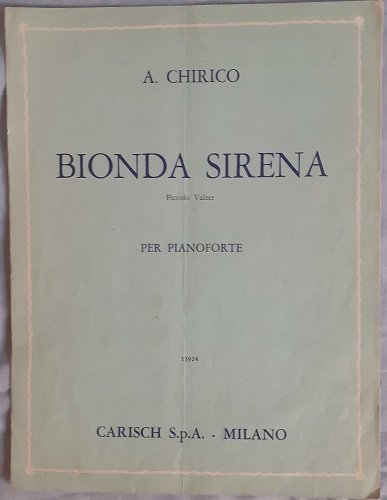 A. CHIRICO
BIONDA SIRENA
Piccolo Valzer
PER PIANOFORTE
13924
CARISCH S.p.A. - MILANO